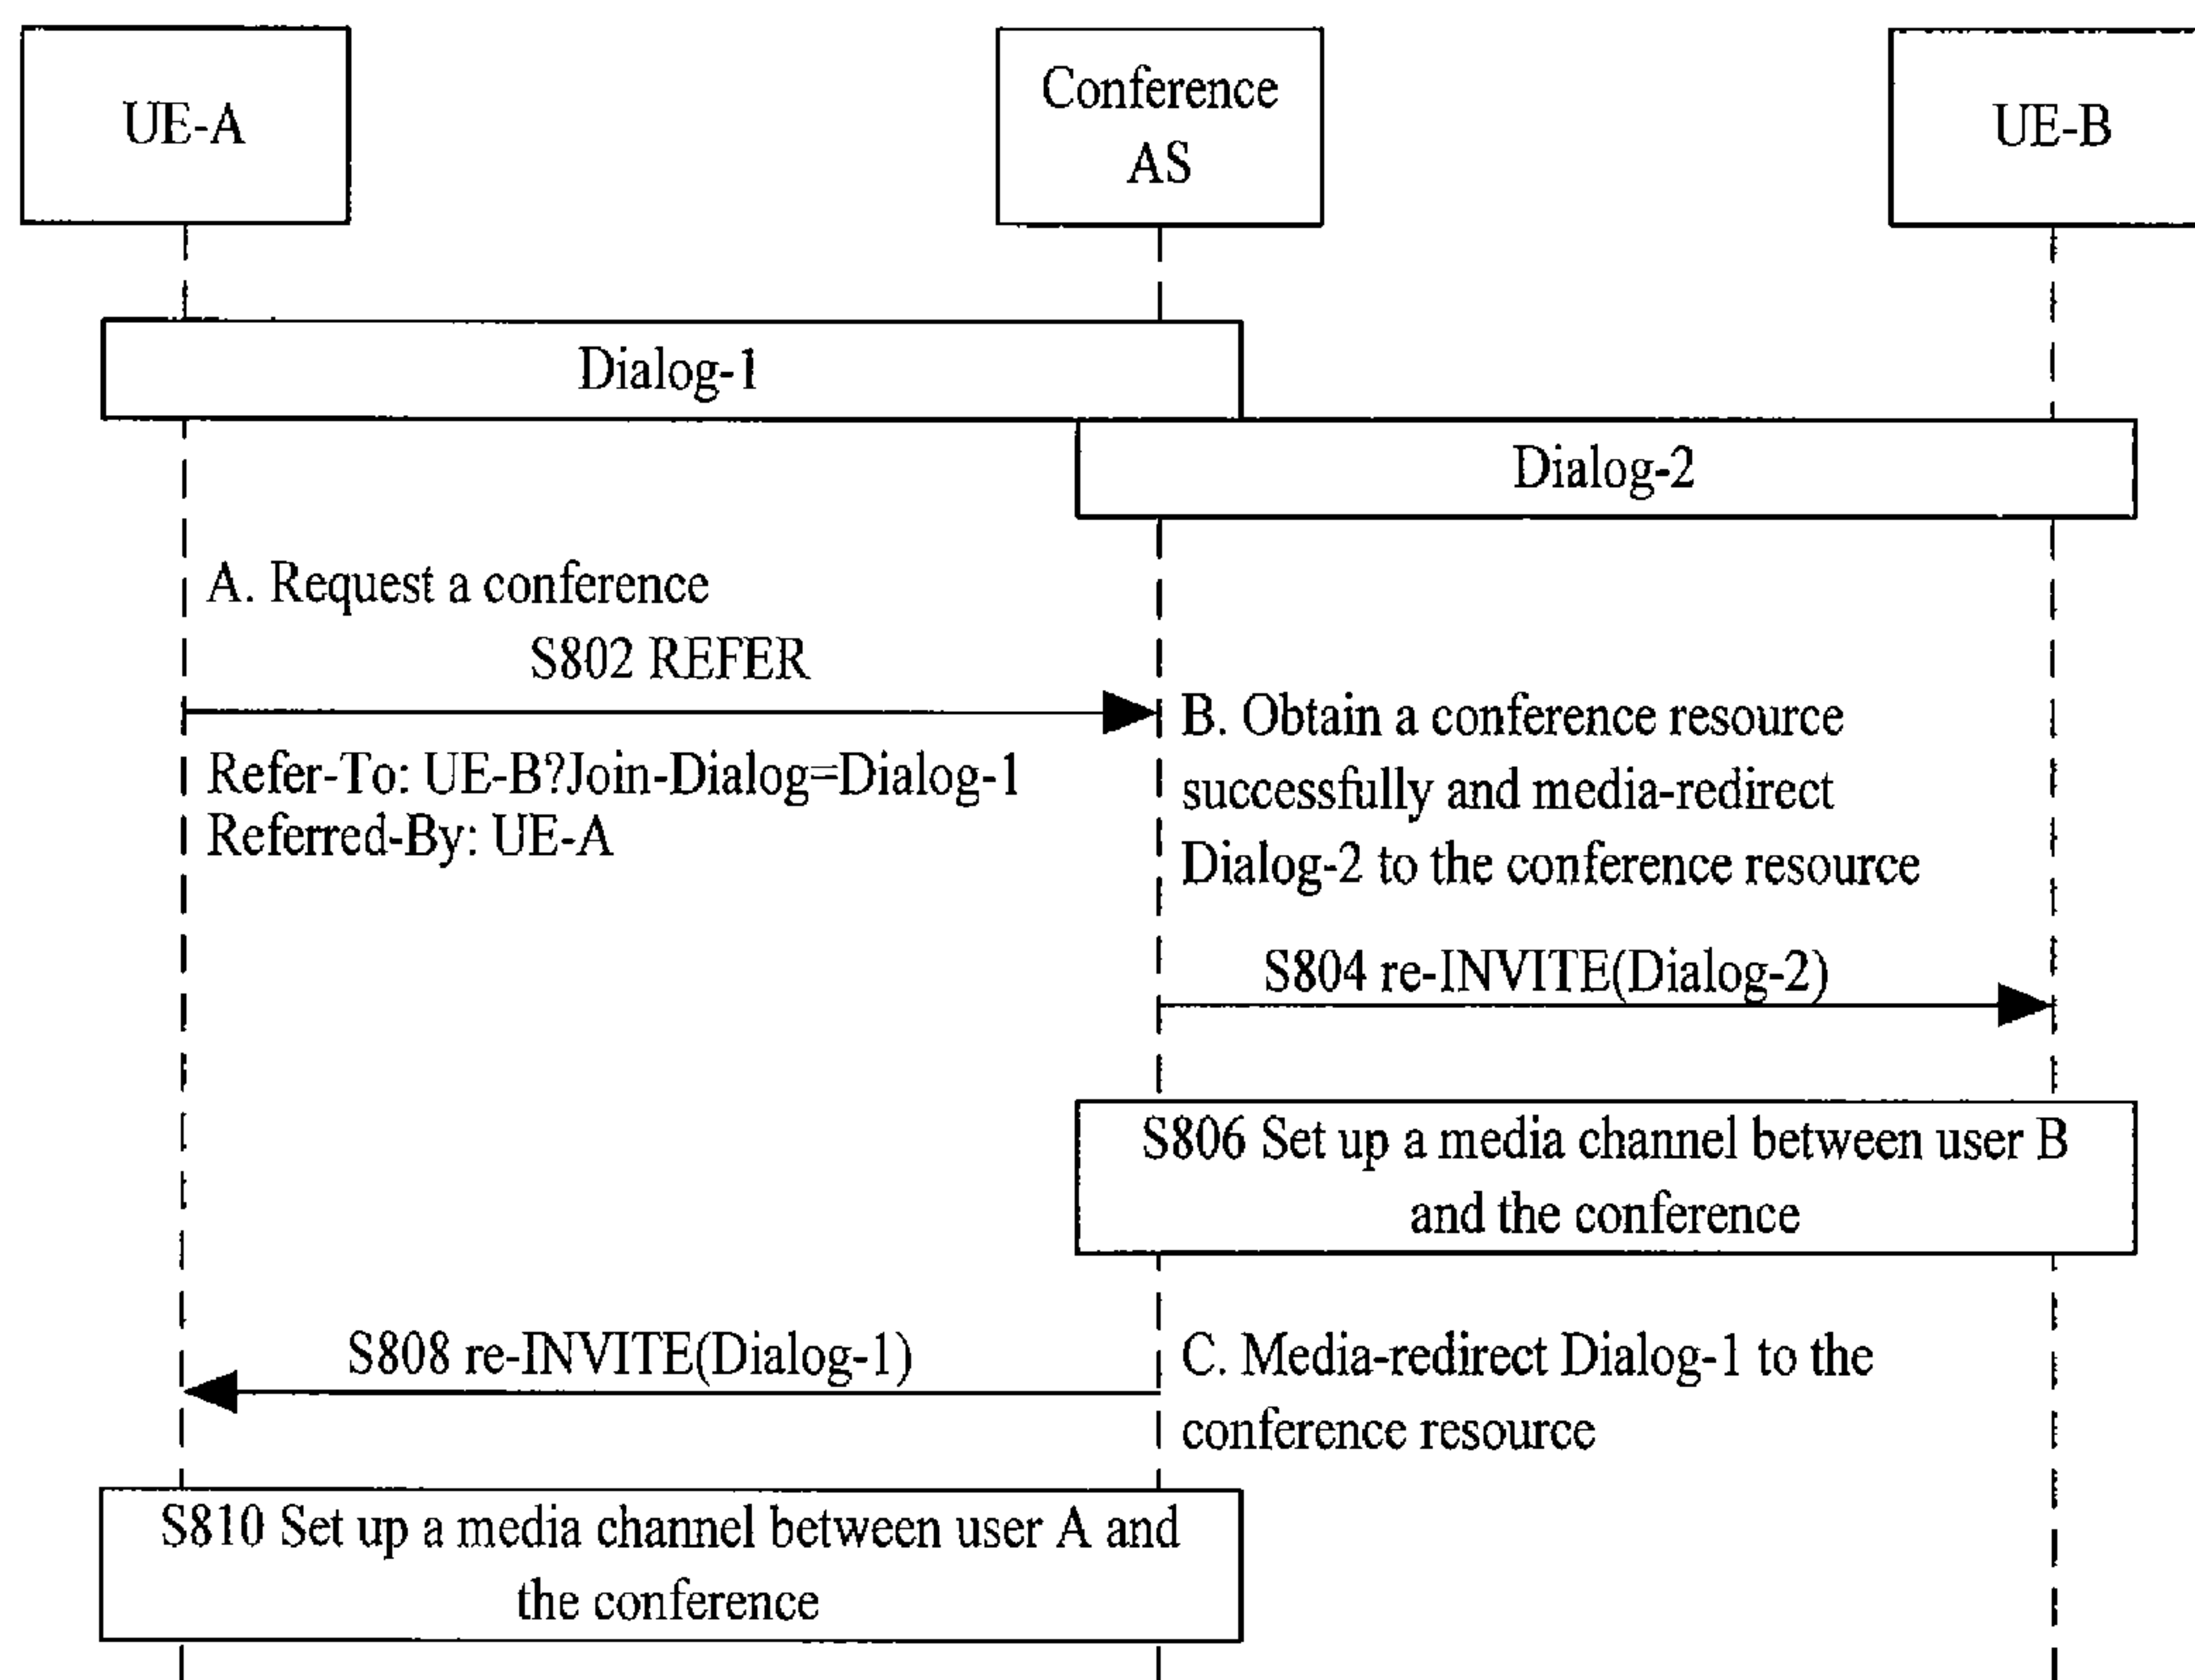 UE-A
Conference
AS
UE-B
Dialog-1
Dialog-2
A. Request a conference
S802 REFER
Refer-To: UE-B?Join-Dialog=Dialog-1
Referred-By: UE-A
B. Obtain a conference resource
successfully and media-redirect
Dialog-2 to the conference resource
S804 re-INVITE(Dialog-2)
S806 Set up a media channel between user B
and the conference
S808 re-INVITE(Dialog-1)
C. Media-redirect Dialog-1 to the
conference resource
S810 Set up a media channel between user A and
the conference